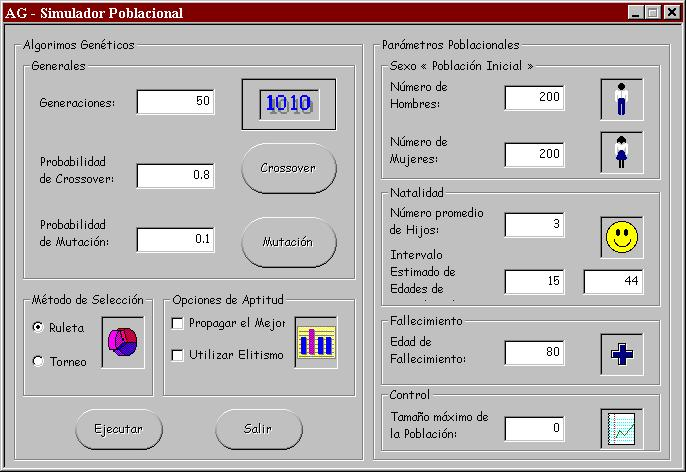 AG - Simulador Poblacional
Algorimos Genéticos
Generales
Generaciones:
50
1010
Probabilidad
de Crossover:
0.8
Crossover
Probabilidad
de Mutación:
0.1
Mutación
Método de Selección
Ruleta
Torneo
Opciones de Aptitud
Propagar el Mejor
Utilizar Elitismo
Ejecutar
Salir
Parámetros Poblacionales
Sexo « Población Inicial »
Número de
Hombres:
200
Número de
Mujeres:
200
Natalidad
Número promedio
de Hijos:
3
Intervalo
Estimado de
Edades de
15
44
Fallecimiento
Edad de
Fallecimiento:
80
Control
Tamaño máximo de
la Población:
0